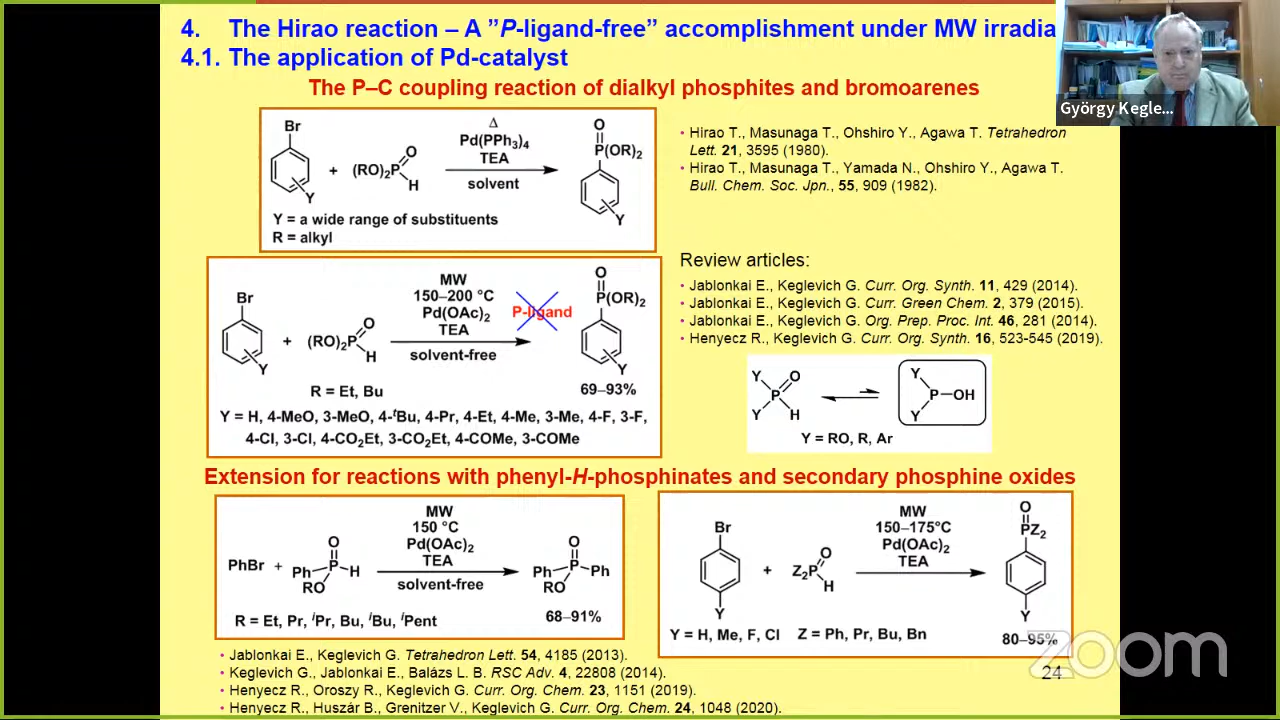 4. The Hirao reaction – A ”P-ligand-free” accomplishment under MW irradia
4.1. The application of Pd-catalyst
György Kegle...
The P–C coupling reaction of dialkyl phosphites and bromoarenes
Br
Y
+
(RO)₂P
O
H
Δ
Pd(PPh₃)₄
TEA
solvent
O
P(OR)₂
Y
Y = a wide range of substituents
R = alkyl
• Hirao T., Masunaga T., Ohshiro Y., Agawa T. Tetrahedron
Lett. 21, 3595 (1980).
• Hirao T., Masunaga T., Yamada N., Ohshiro Y., Agawa T.
Bull. Chem. Soc. Jpn., 55, 909 (1982).
Br
Y
+
(RO)₂P
O
H
MW
150–200 °C
Pd(OAc)₂
TEA
solvent-free
P-ligand
O
P(OR)₂
Y
R = Et, Bu
69–93%
Y = H, 4-MeO, 3-MeO, 4-ᵗBu, 4-Pr, 4-Et, 4-Me, 3-Me, 4-F, 3-F,
4-Cl, 3-Cl, 4-CO₂Et, 3-CO₂Et, 4-COMe, 3-COMe
Review articles:
• Jablonkai E., Keglevich G. Curr. Org. Synth. 11, 429 (2014).
• Jablonkai E., Keglevich G. Curr. Green Chem. 2, 379 (2015).
• Jablonkai E., Keglevich G. Org. Prep. Proc. Int. 46, 281 (2014).
• Henyecz R., Keglevich G. Curr. Org. Synth. 16, 523-545 (2019).
Y
O
P
Y
H
Y
P—OH
Y
Y = RO, R, Ar
Extension for reactions with phenyl-H-phosphinates and secondary phosphine oxides
PhBr +
O
Ph
P
H
RO
MW
150 °C
Pd(OAc)₂
TEA
solvent-free
O
Ph
P
Ph
RO
R = Et, Pr, ⁱPr, Bu, ⁱBu, ⁱPent
68–91%
Br
Y
+
Z₂P
O
H
MW
150–175°C
Pd(OAc)₂
TEA
O
PZ₂
Y
Y = H, Me, F, Cl Z = Ph, Pr, Bu, Bn
80–95%
• Jablonkai E., Keglevich G. Tetrahedron Lett. 54, 4185 (2013).
• Keglevich G., Jablonkai E., Balázs L. B. RSC Adv. 4, 22808 (2014).
• Henyecz R., Oroszy R., Keglevich G. Curr. Org. Chem. 23, 1151 (2019).
• Henyecz R., Huszár B., Grenitzer V., Keglevich G. Curr. Org. Chem. 24, 1048 (2020).
zoom
24